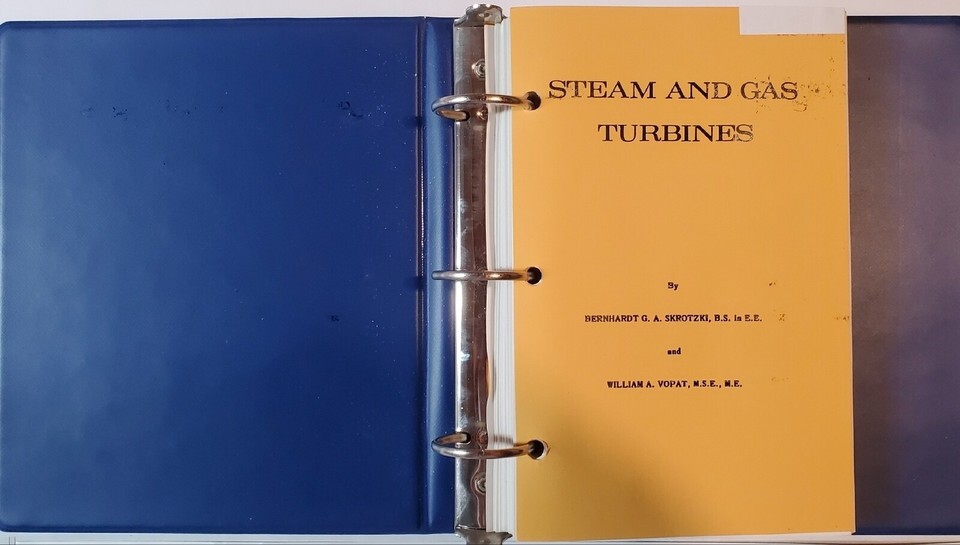 STEAM AND GAS
TURBINES
By
BERNHARDT G. A. SKROTZKI, B.S. in E.E.
and
WILLIAM A. VOPAT, M.S.E., M.E.